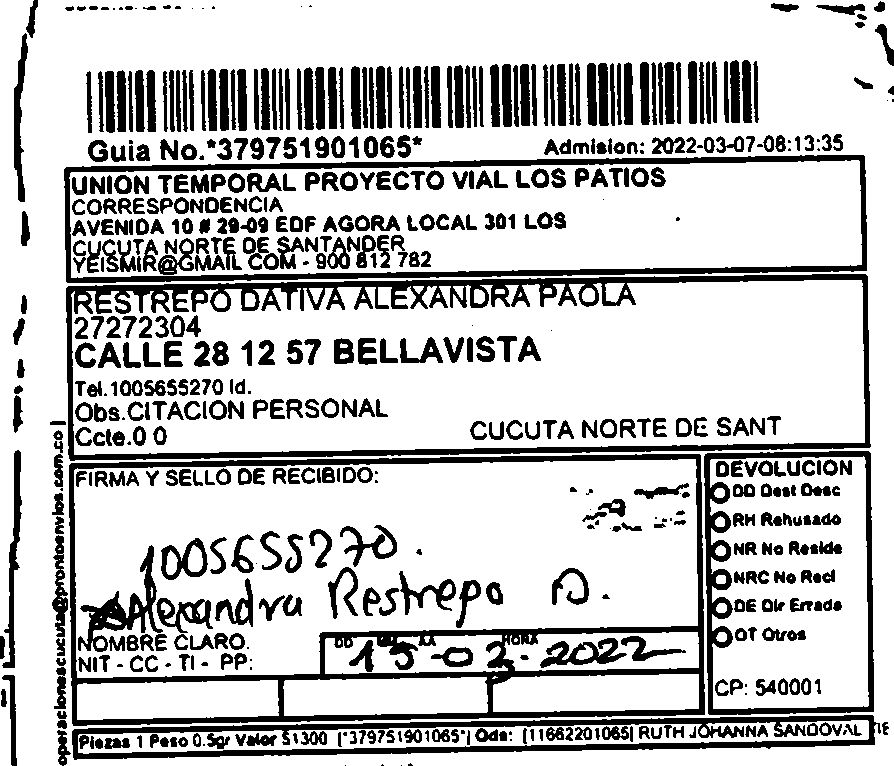 Guia No.*379751901065*
Admision: 2022-03-07-08:13:35
UNION TEMPORAL PROYECTO VIAL LOS PATIOS
CORRESPONDENCIA
AVENIDA 10 # 29-09 EDF AGORA LOCAL 301 LOS
CUCUTA NORTE DE SANTANDER
YEISMIR@GMAIL COM - 900 812 782
RESTREPO DATIVA ALEXANDRA PAOLA
27272304
CALLE 28 12 57 BELLAVISTA
Tel.1005655270 Id.
Obs.CITACION PERSONAL
Ccte.0 0
CUCUTA NORTE DE SANT
FIRMA Y SELLO DE RECIBIDO:
1005655270.
Alexandra Restrepo D.
NOMBRE CLARO.
NIT - CC - TI - PP:
DD MM AA HORA
15-03-2022
DEVOLUCION
DD Dest Desc
RH Rehusado
NR No Reside
NRC No Recl
DE Dir Errada
OT Otros
CP: 540001
Piezas 1 Peso 0.5gr Valor $1300 [*379751901065*] Ods: [11662201065] RUTH JOHANNA SANDOVAL
operacionescucuta@prontoenvios.com.co |